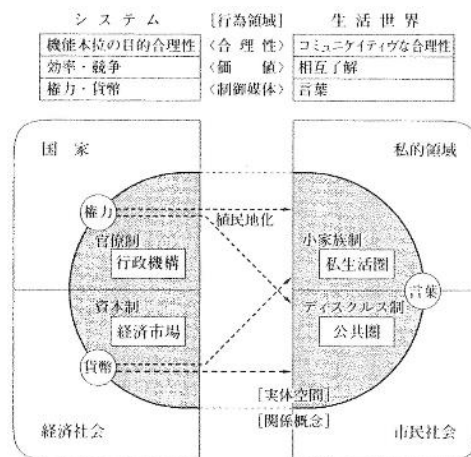 システム [行為領域] 生活世界
機能本位の目的合理性 〈合理性〉 コミュニケイティヴな合理性
効率・競争 〈価値〉 相互了解
権力・貨幣 〈制御媒体〉 言葉
国家 私的領域
権力 植民地化
官僚制 小家族制
行政機構 私生活圏
言葉
資本制 ディスクルス制
経済市場 公共圏
貨幣
[実体空間]
[関係概念]
経済社会 市民社会